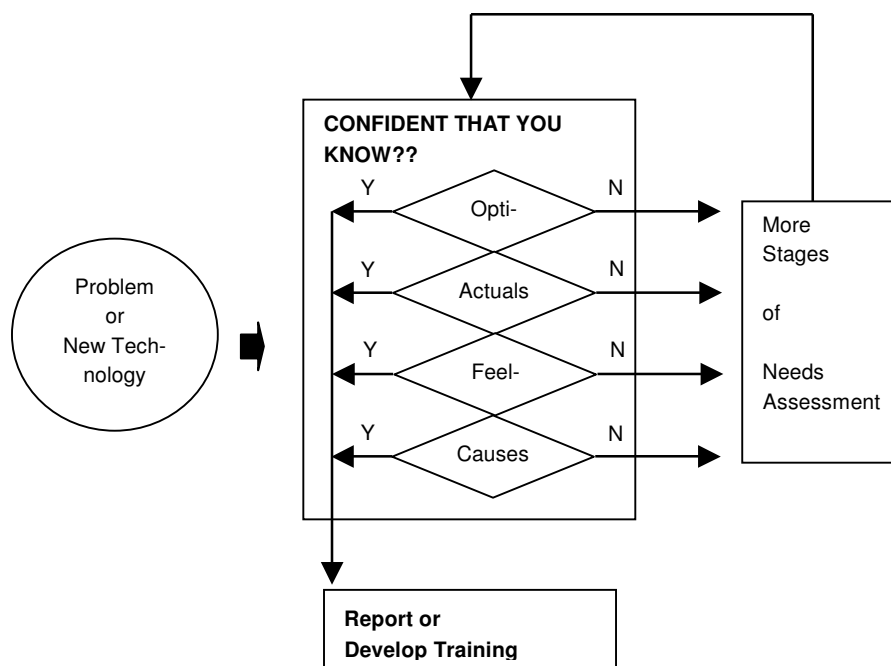 CONFIDENT THAT YOU
KNOW??
Y
N
Opti-
Y
N
Actuals
Y
N
Feel-
Y
N
Causes
Problem
or
New Tech-
nology
More
Stages
of
Needs
Assessment
Report or
Develop Training